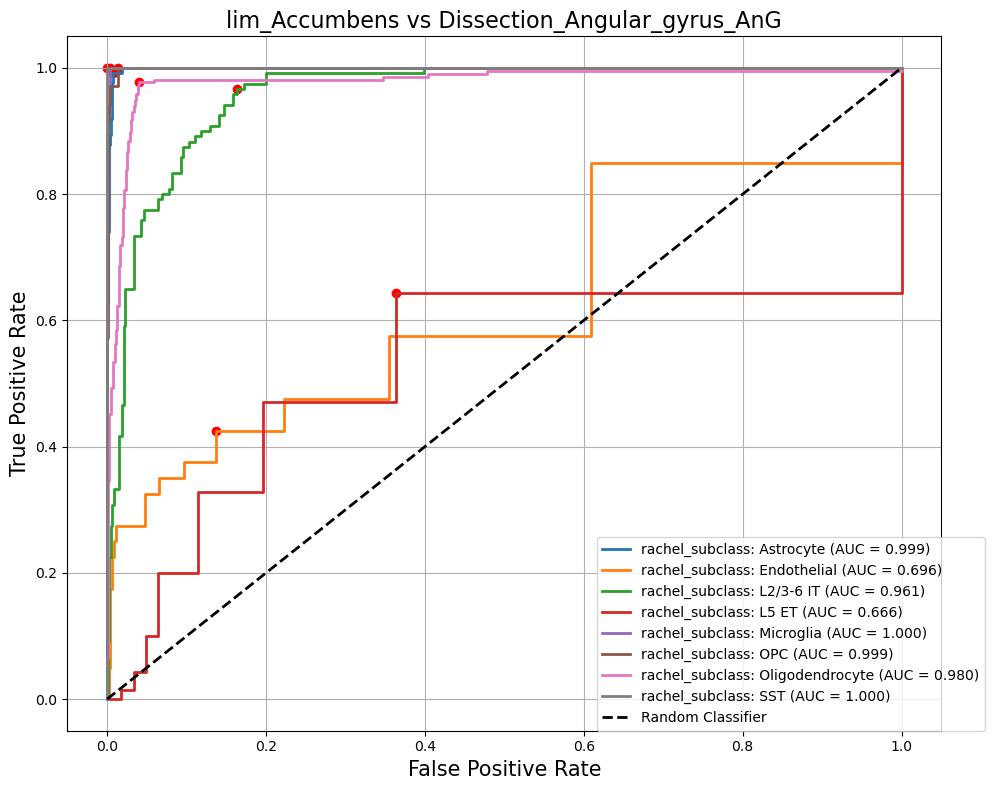 lim_Accumbens vs Dissection_Angular_gyrus_AnG
True Positive Rate
1.0
0.8
0.6
0.4
0.2
0.0
rachel_subclass: Astrocyte (AUC = 0.999)
rachel_subclass: Endothelial (AUC = 0.696)
rachel_subclass: L2/3-6 IT (AUC = 0.961)
rachel_subclass: L5 ET (AUC = 0.666)
rachel_subclass: Microglia (AUC = 1.000)
rachel_subclass: OPC (AUC = 0.999)
rachel_subclass: Oligodendrocyte (AUC = 0.980)
rachel_subclass: SST (AUC = 1.000)
Random Classifier
0.0 0.2 0.4 0.6 0.8 1.0
False Positive Rate